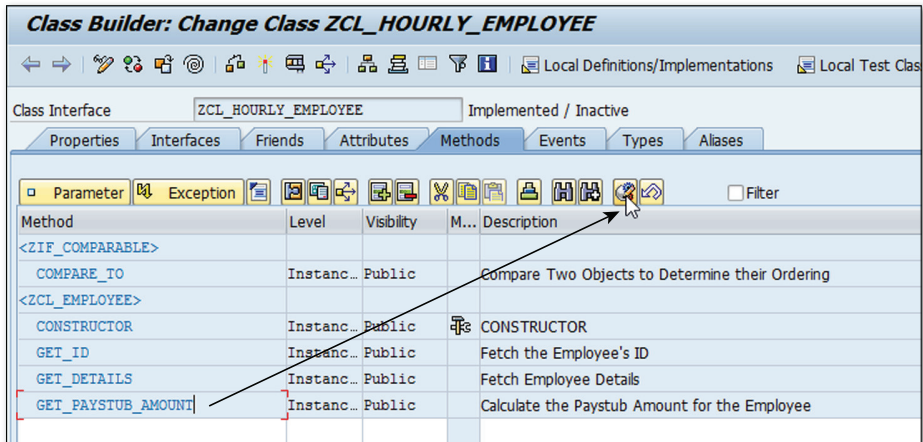 Class Builder: Change Class ZCL_HOURLY_EMPLOYEE
Local Definitions/Implementations Local Test Clas
Class Interface ZCL_HOURLY_EMPLOYEE Implemented / Inactive
Properties Interfaces Friends Attributes Methods Events Types Aliases
Parameter Exception Filter
Method Level Visibility M... Description
<ZIF_COMPARABLE>
COMPARE_TO Instanc… Public Compare Two Objects to Determine their Ordering
<ZCL_EMPLOYEE>
CONSTRUCTOR Instanc… Public CONSTRUCTOR
GET_ID Instanc… Public Fetch the Employee's ID
GET_DETAILS Instanc… Public Fetch Employee Details
GET_PAYSTUB_AMOUNT Instanc… Public Calculate the Paystub Amount for the Employee